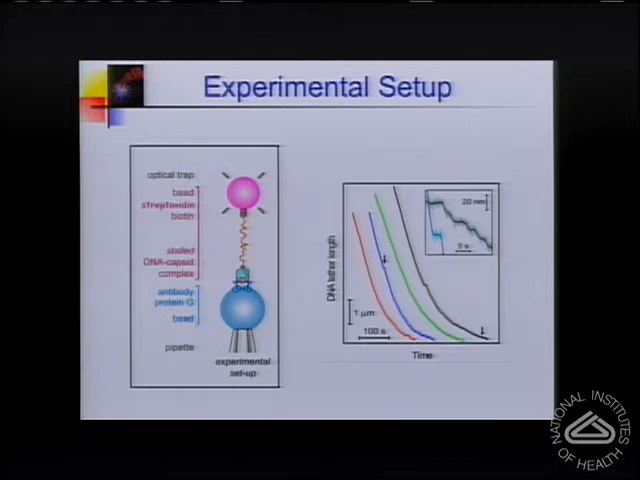 Experimental Setup
optical trap
bead
streptavidin
biotin
stalled
DNA-capsid
complex
antibody
protein G
bead
pipette
experimental
set-up
DNA tether length
1 μm
100 s
Time
20 nm
5 s
NATIONAL INSTITUTES
OF HEALTH